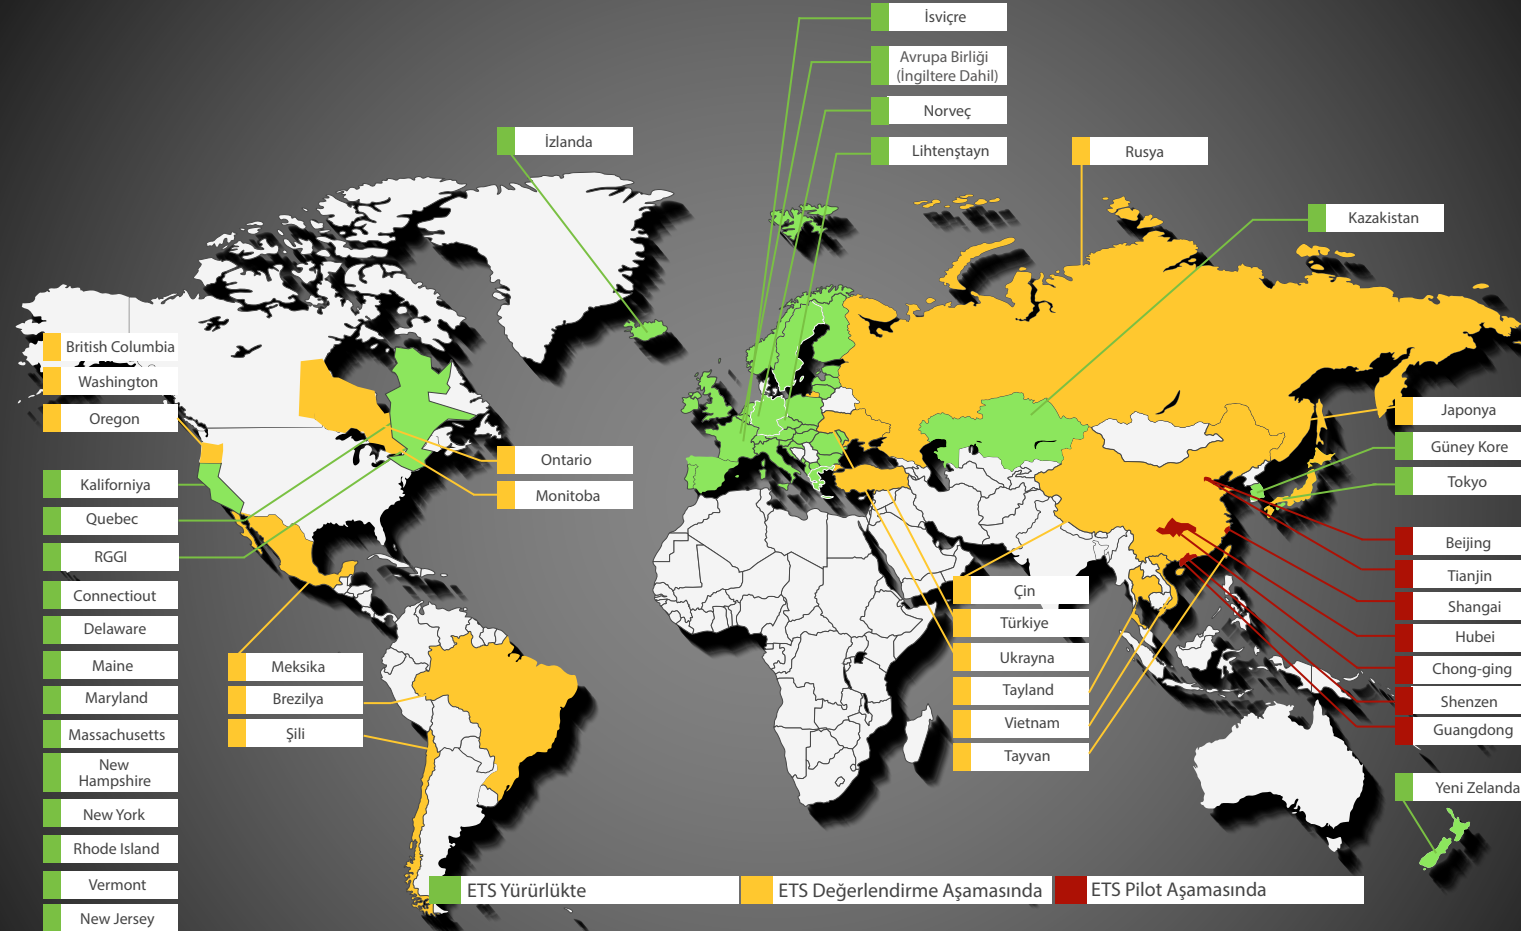 İsviçre
Avrupa Birliği
(İngiltere Dahil)
Norveç
Lihtenştayn
İzlanda
Rusya
Kazakistan
British Columbia
Washington
Oregon
Kaliforniya
Quebec
RGGI
Connectiout
Delaware
Maine
Maryland
Massachusetts
New
Hampshire
New York
Rhode Island
Vermont
New Jersey
Ontario
Monitoba
Meksika
Brezilya
Şili
Çin
Türkiye
Ukrayna
Tayland
Vietnam
Tayvan
Japonya
Güney Kore
Tokyo
Beijing
Tianjin
Shangai
Hubei
Chong-ging
Shenzen
Guangdong
Yeni Zelanda
ETS Yürürlükte
ETS Değerlendirme Aşamasında
ETS Pilot Aşamasında